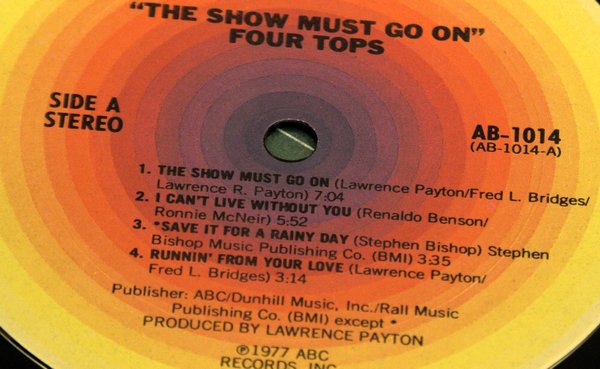 "THE SHOW MUST GO ON"
FOUR TOPS
SIDE A
STEREO
AB-1014
(AB-1014-A)
1. THE SHOW MUST GO ON (Lawrence Payton/Fred L. Bridges/
Lawrence R. Payton) 7:04
2. I CAN'T LIVE WITHOUT YOU (Renaldo Benson/
Ronnie McNeir) 5:52
3. *SAVE IT FOR A RAINY DAY (Stephen Bishop) Stephen
Bishop Music Publishing Co. (BMI) 3:35
4. RUNNIN' FROM YOUR LOVE (Lawrence Payton/
Fred L. Bridges) 3:14
Publisher: ABC/Dunhill Music, Inc./Rall Music
Publishing Co. (BMI) except *
PRODUCED BY LAWRENCE PAYTON
℗1977 ABC
RECORDS, INC.